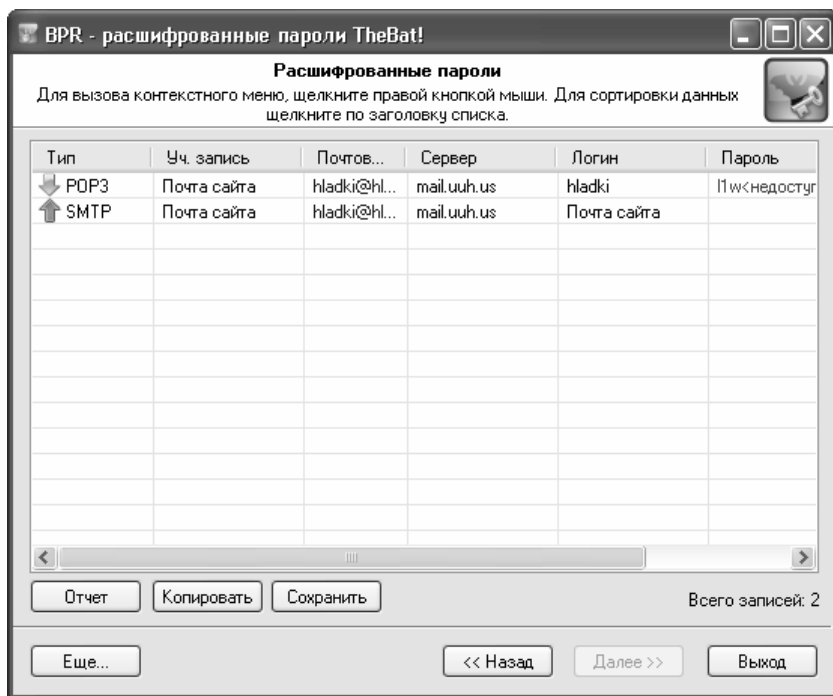 BPR - расшифрованные пароли TheBat!
Расшифрованные пароли
Для вызова контекстного меню, щелкните правой кнопкой мыши. Для сортировки данных
щелкните по заголовку списка.
Тип Уч. запись Почтов... Сервер Логин Пароль
POP3 Почта сайта hladki@hl... mail.uuh.us hladki l1w<недоступ
SMTP Почта сайта hladki@hl... mail.uuh.us Почта сайта
Отчет Копировать Сохранить Всего записей: 2
Еще... << Назад Далее >> Выход